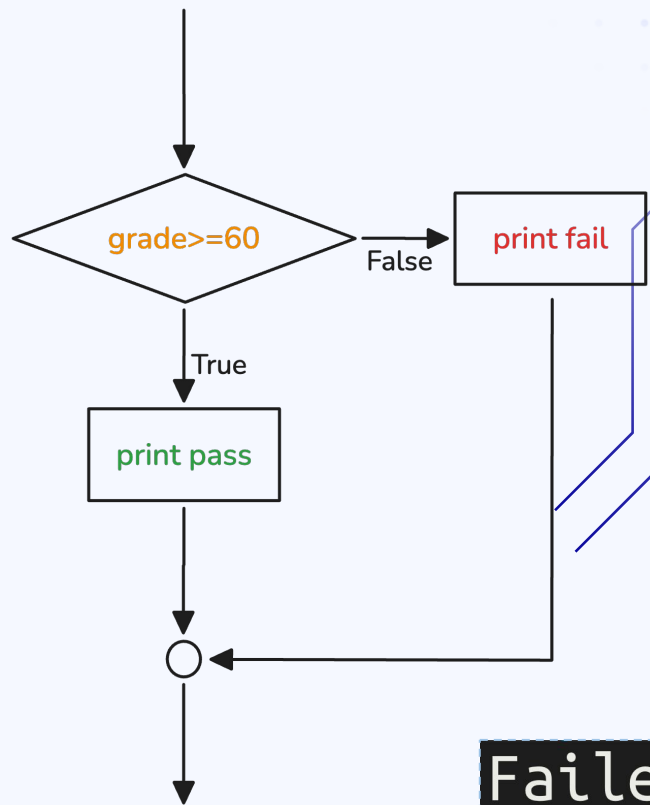 grade>=60
print fail
False
True
print pass
Faile